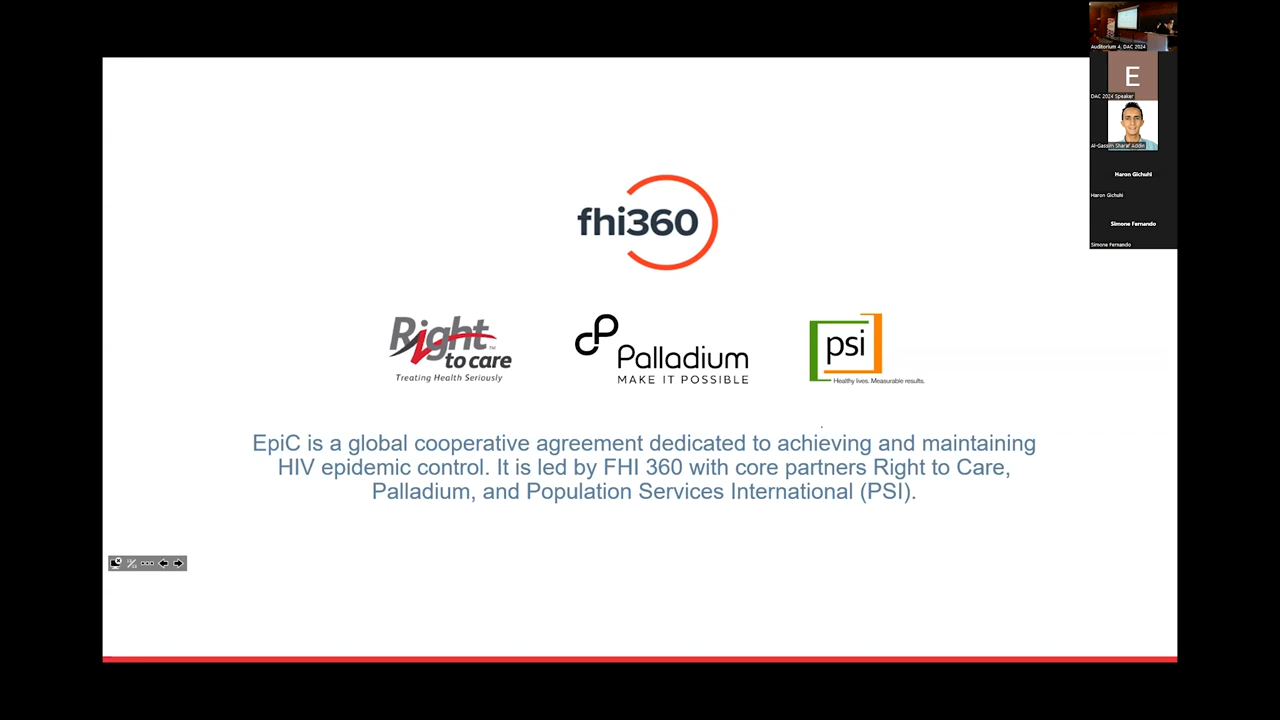 fhi360
Right
to care
TM
Treating Health Seriously
Palladium
MAKE IT POSSIBLE
psi
Healthy lives. Measurable results.
EpiC is a global cooperative agreement dedicated to achieving and maintaining
HIV epidemic control. It is led by FHI 360 with core partners Right to Care,
Palladium, and Population Services International (PSI).
Auditorium 4, DAC 2024
E
DAC 2024 Speaker
Al-Gassim Sharaf Addin
Haron Gichuhi
Haron Gichuhi
Simone Fernando
Simone Fernando